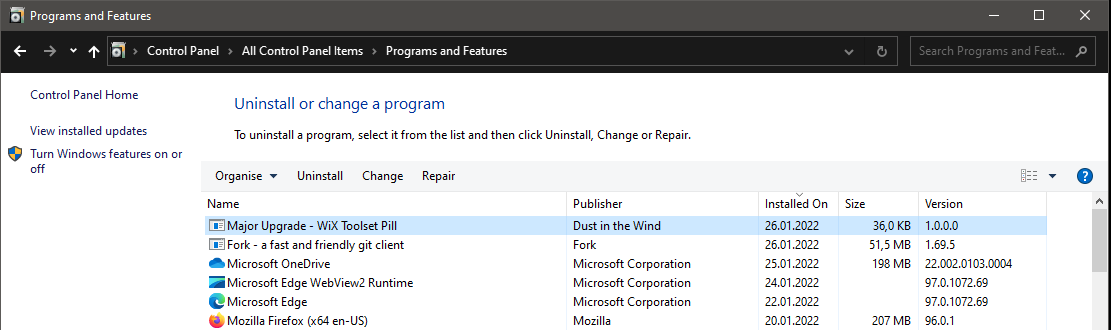 Programs and Features
Control Panel > All Control Panel Items > Programs and Features
Search Programs and Feat...
Control Panel Home
View installed updates
Turn Windows features on or
off
Uninstall or change a program
To uninstall a program, select it from the list and then click Uninstall, Change or Repair.
Organise Uninstall Change Repair
Name Publisher Installed On Size Version
Major Upgrade - WiX Toolset Pill Dust in the Wind 26.01.2022 36,0 KB 1.0.0.0
Fork - a fast and friendly git client Fork 26.01.2022 51,5 MB 1.69.5
Microsoft OneDrive Microsoft Corporation 25.01.2022 198 MB 22.002.0103.0004
Microsoft Edge WebView2 Runtime Microsoft Corporation 24.01.2022 97.0.1072.69
Microsoft Edge Microsoft Corporation 22.01.2022 97.0.1072.69
Mozilla Firefox (x64 en-US) Mozilla 20.01.2022 207 MB 96.0.1